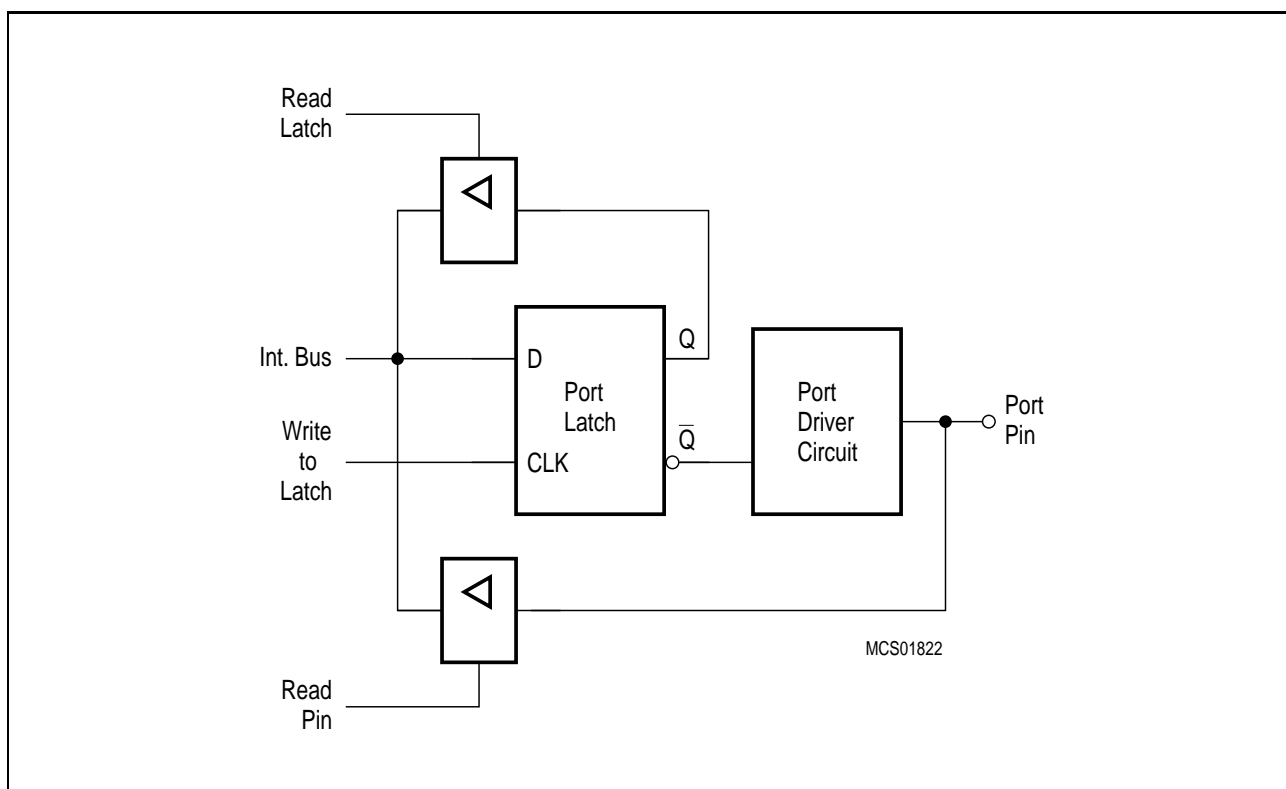 Read
Latch
Int. Bus
D
Port
Latch
Q
Q̅
Write
to
Latch
CLK
Port
Driver
Circuit
Port
Pin
MCS01822
Read
Pin